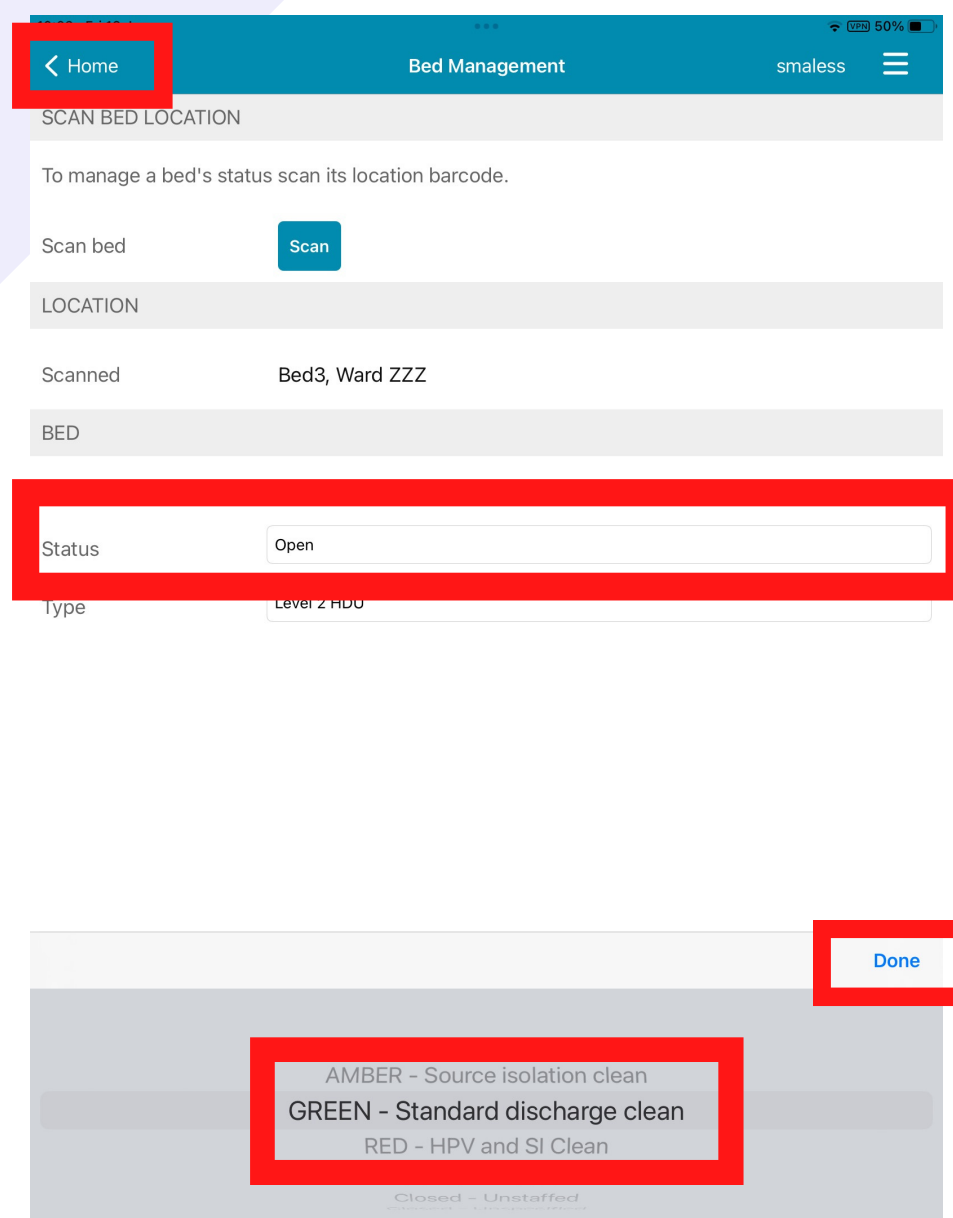 VPN 50%
Home Bed Management smaless
SCAN BED LOCATION
To manage a bed's status scan its location barcode.
Scan bed Scan
LOCATION
Scanned Bed3, Ward ZZZ
BED
Status Open
Type Level 2 HDU
Done
AMBER - Source isolation clean
GREEN - Standard discharge clean
RED - HPV and SI Clean
Closed - Unstaffed